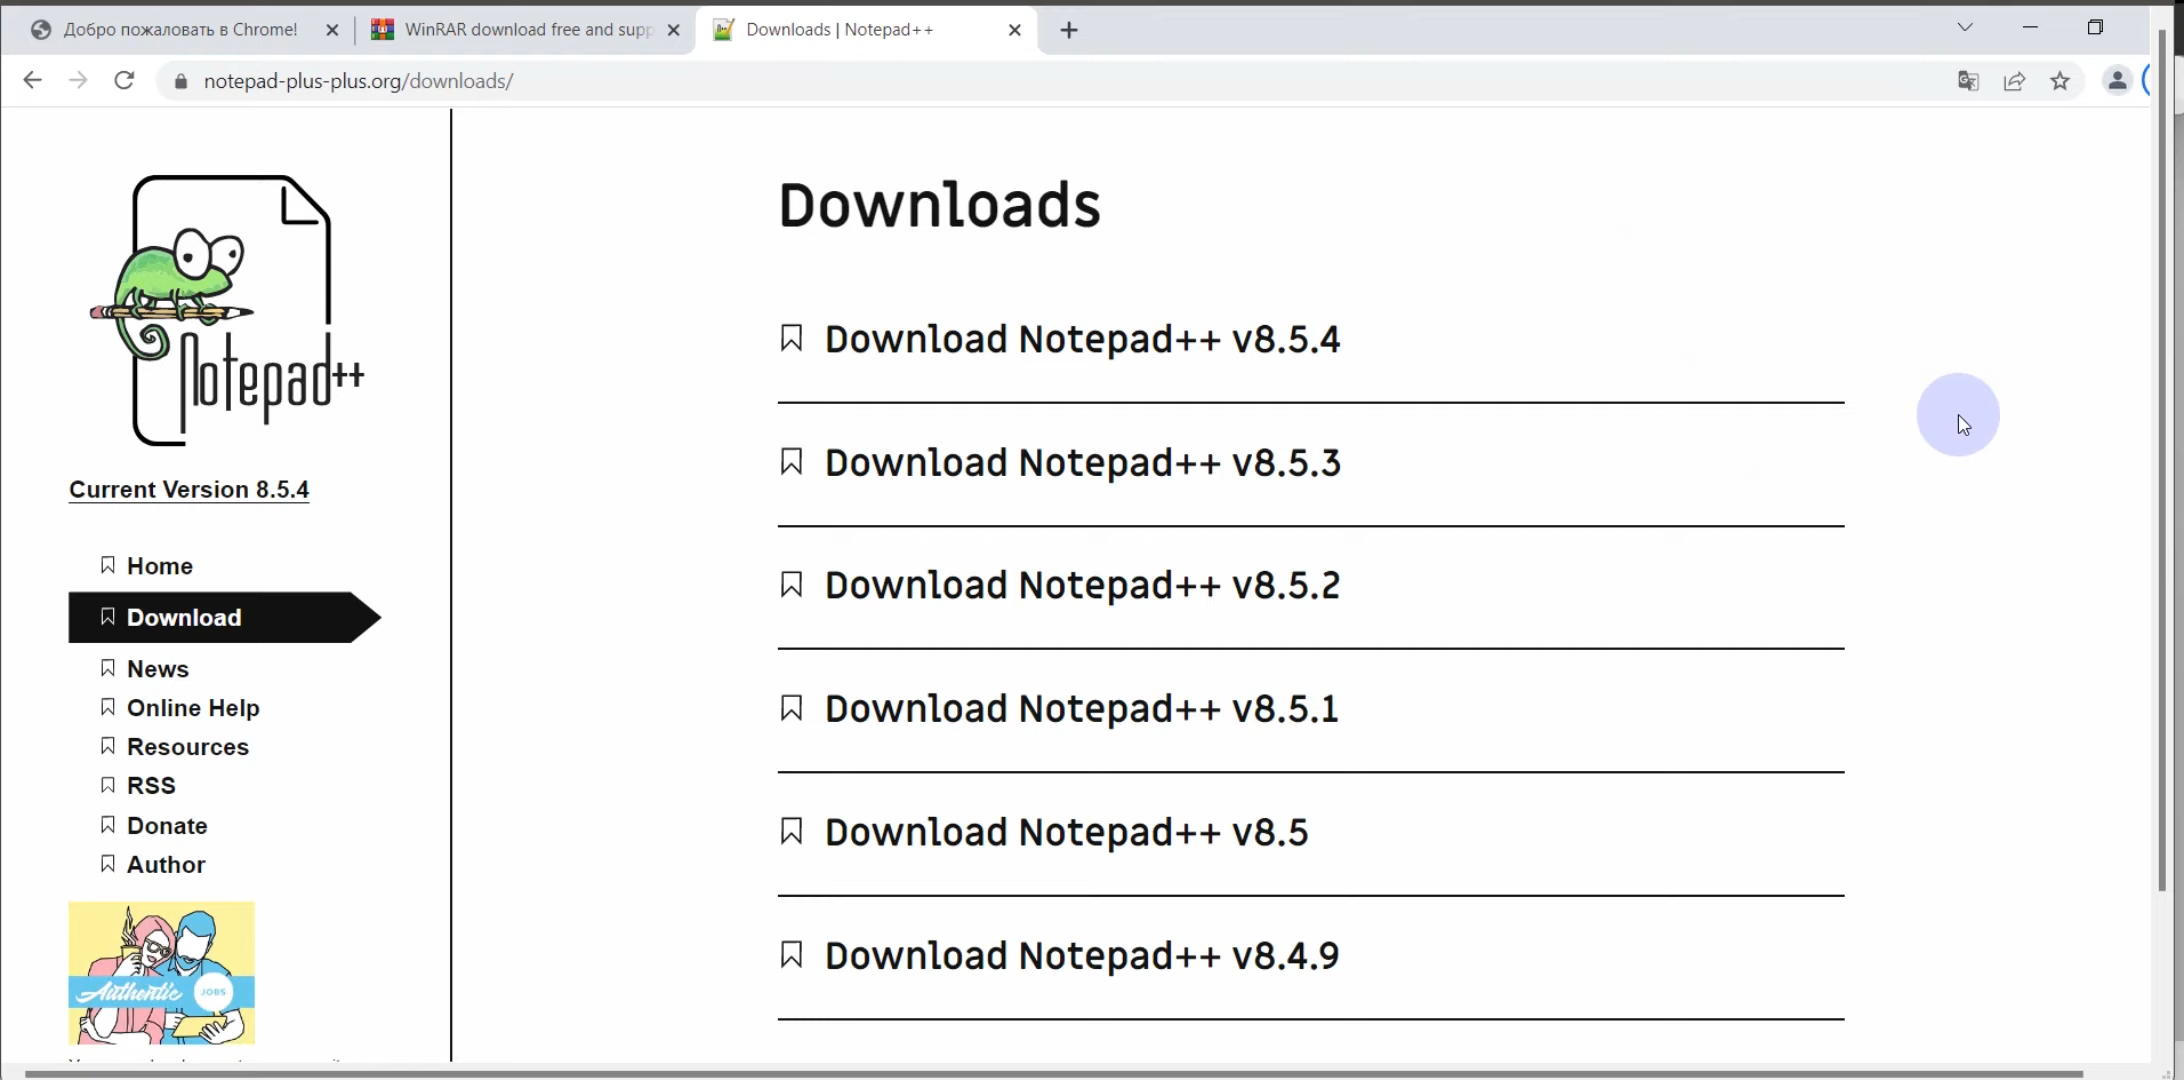 Добро пожаловать в Chrome!
WinRAR download free and supp
Downloads | Notepad++
notepad-plus-plus.org/downloads/
Notepad++
Current Version 8.5.4
Home
Download
News
Online Help
Resources
RSS
Donate
Author
Authentic JOBS
Downloads
Download Notepad++ v8.5.4
Download Notepad++ v8.5.3
Download Notepad++ v8.5.2
Download Notepad++ v8.5.1
Download Notepad++ v8.5
Download Notepad++ v8.4.9